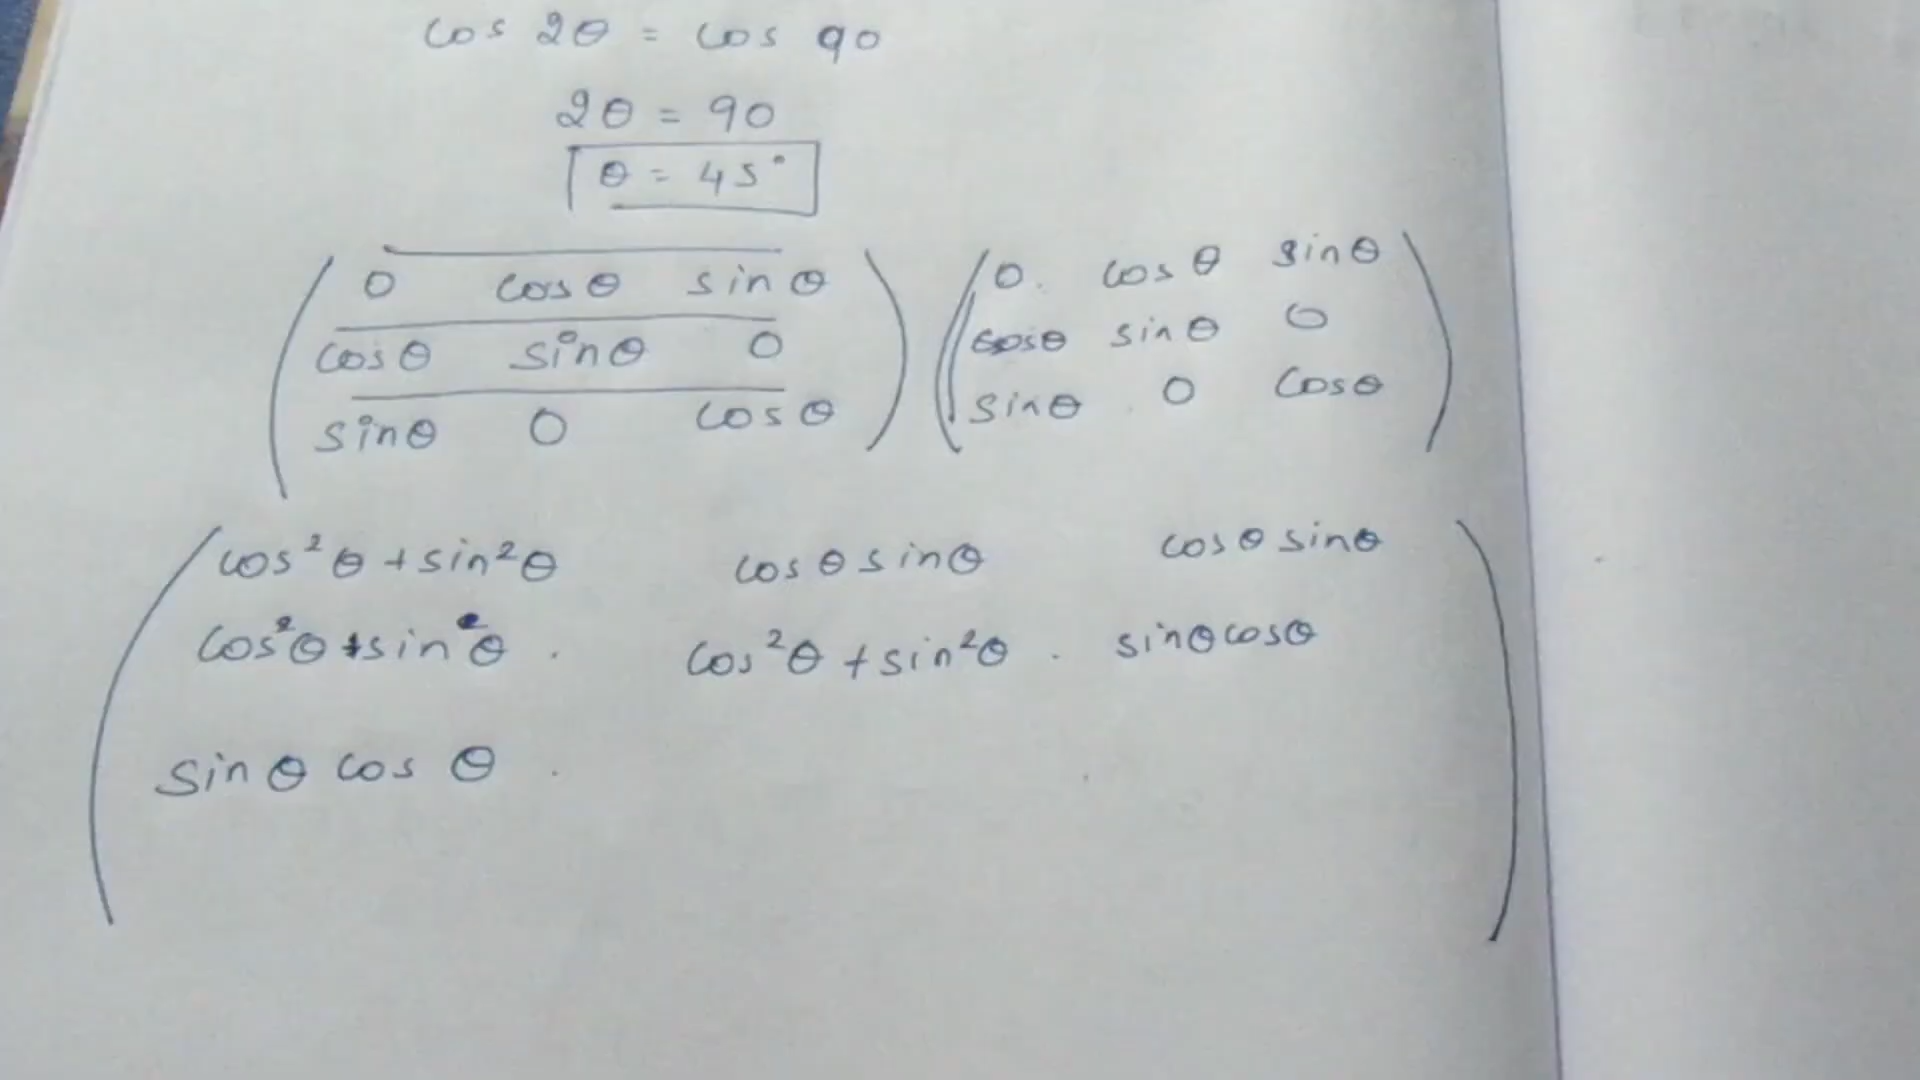 cos 2θ = cos 90
2θ = 90
θ = 45°
0 cosθ sinθ 0. cosθ sinθ
cosθ sinθ 0 cosθ sinθ 0
sinθ 0 cosθ sinθ 0 cosθ
cos²θ + sin²θ cosθ sinθ cosθ sinθ
cos²θ + sin²θ . cos²θ + sin²θ . sinθ cosθ
sinθ cos θ .